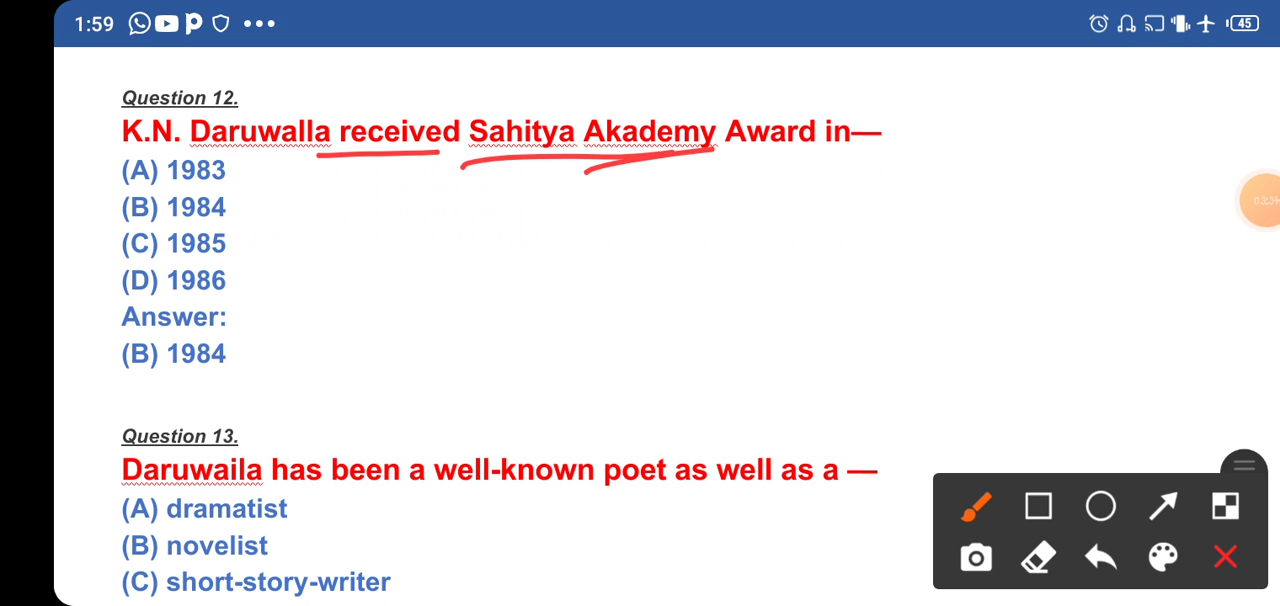 1:59
45
Question 12.
K.N. Daruwalla received Sahitya Akademy Award in—
(A) 1983
(B) 1984
(C) 1985
(D) 1986
Answer:
(B) 1984
Question 13.
Daruwaila has been a well-known poet as well as a —
(A) dramatist
(B) novelist
(C) short-story-writer